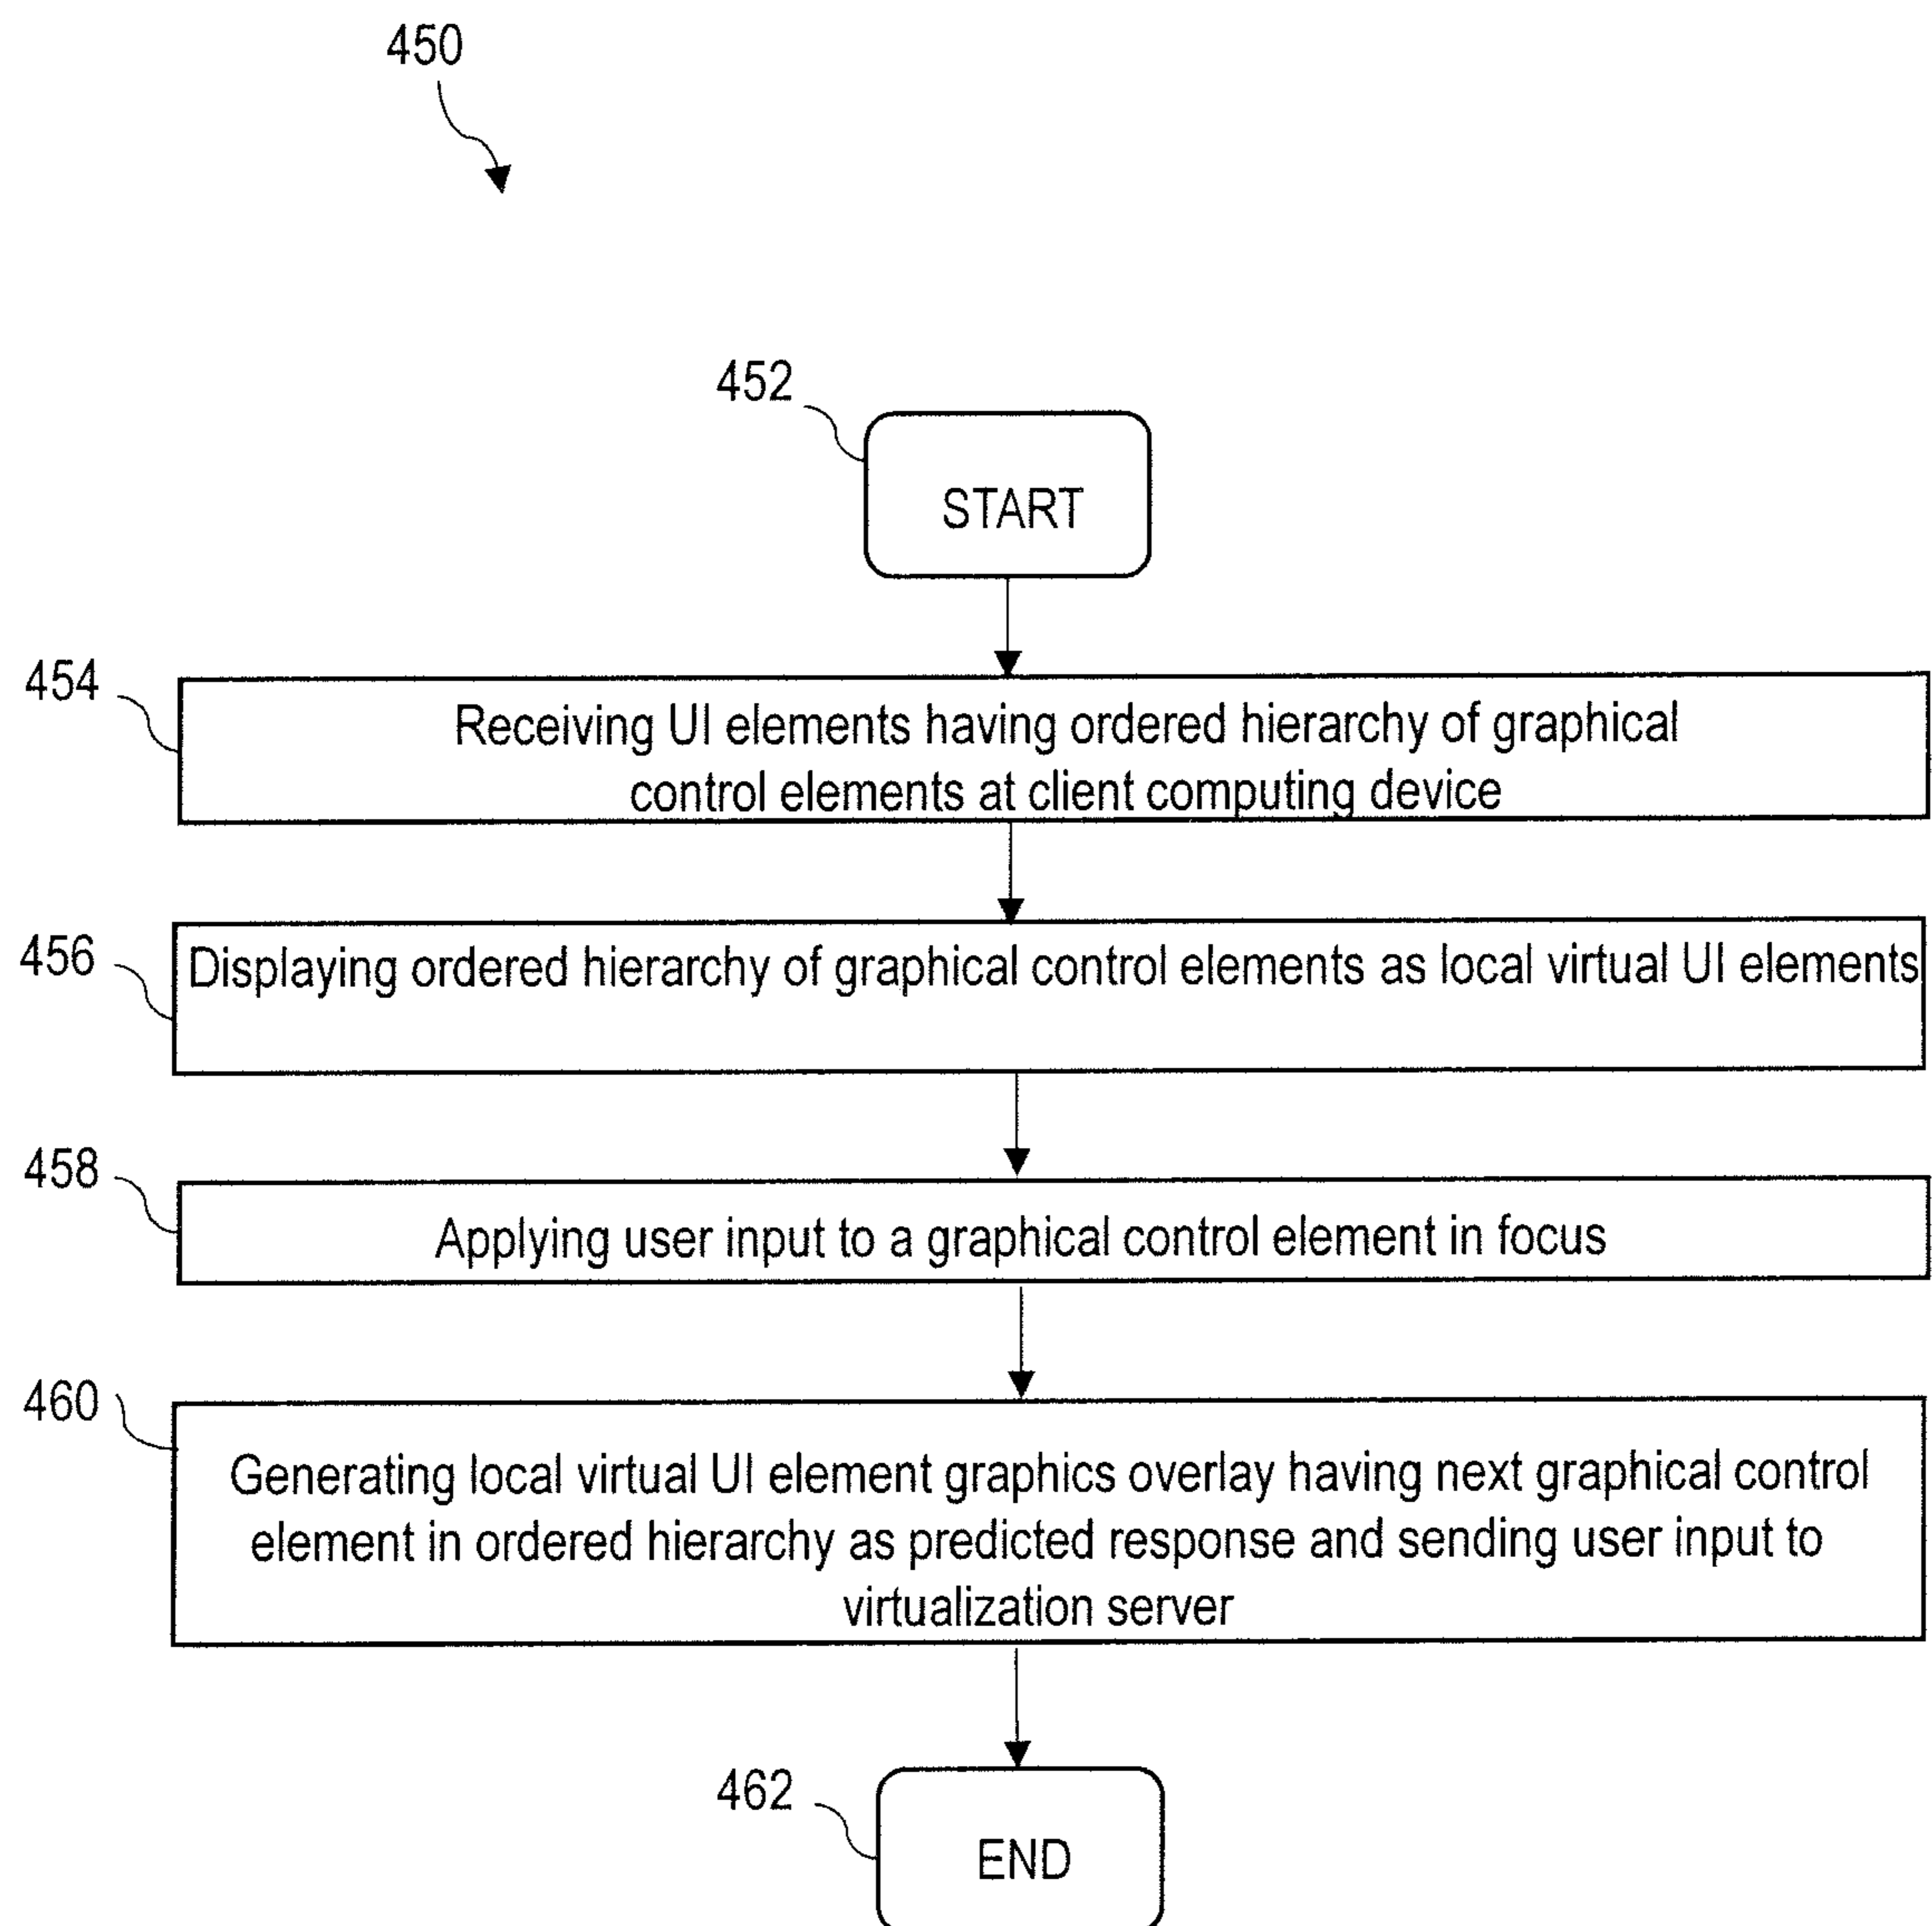 450
452
START
454
Receiving UI elements having ordered hierarchy of graphical
control elements at client computing device
456
Displaying ordered hierarchy of graphical control elements as local virtual UI elements
458
Applying user input to a graphical control element in focus
460
Generating local virtual UI element graphics overlay having next graphical control
element in ordered hierarchy as predicted response and sending user input to
virtualization server
462
END